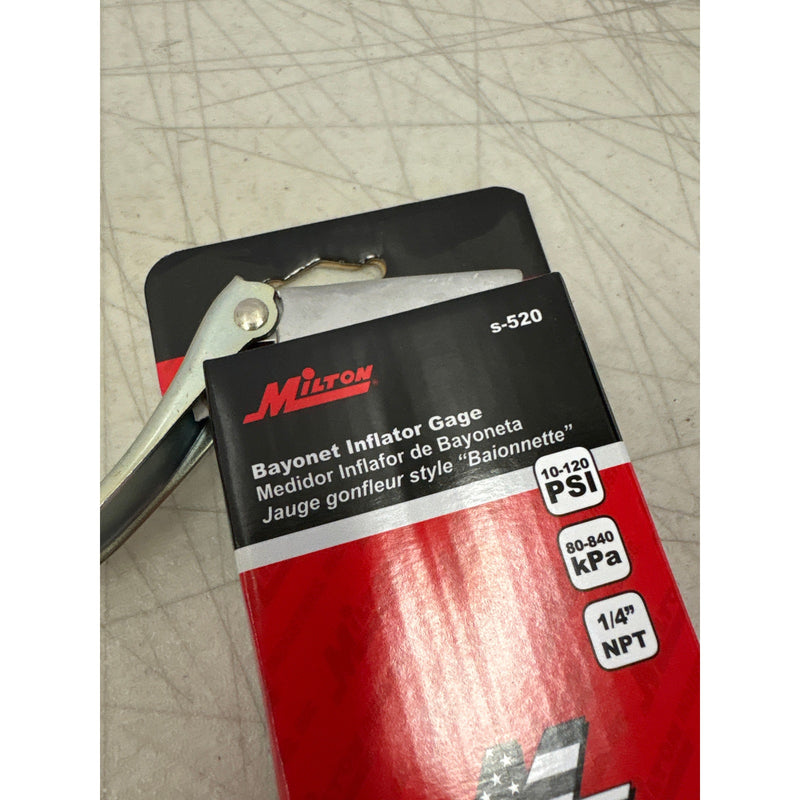 s-520
MILTON®
Bayonet Inflator Gage
Medidor Inflafor de Bayoneta
Jauge gonfleur style “Baionnette”
10-120
PSI
80-840
kPa
1/4”
NPT